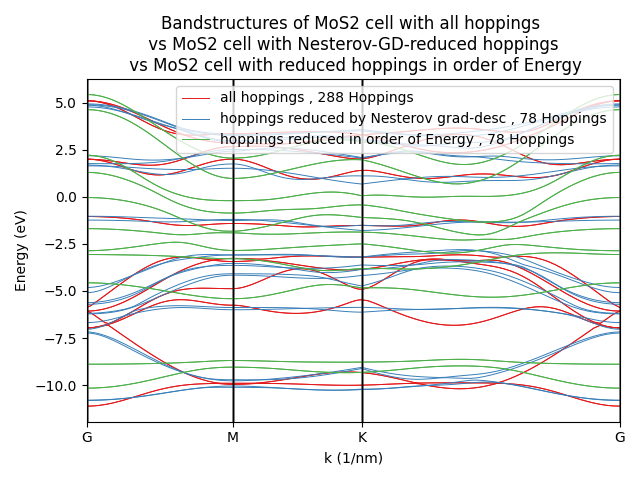 Bandstructures of MoS2 cell with all hoppings
vs MoS2 cell with Nesterov-GD-reduced hoppings
vs MoS2 cell with reduced hoppings in order of Energy
all hoppings , 288 Hoppings
hoppings reduced by Nesterov grad-desc , 78 Hoppings
hoppings reduced in order of Energy , 78 Hoppings
Energy (eV)
5.0
2.5
0.0
−2.5
−5.0
−7.5
−10.0
G M K G
k (1/nm)